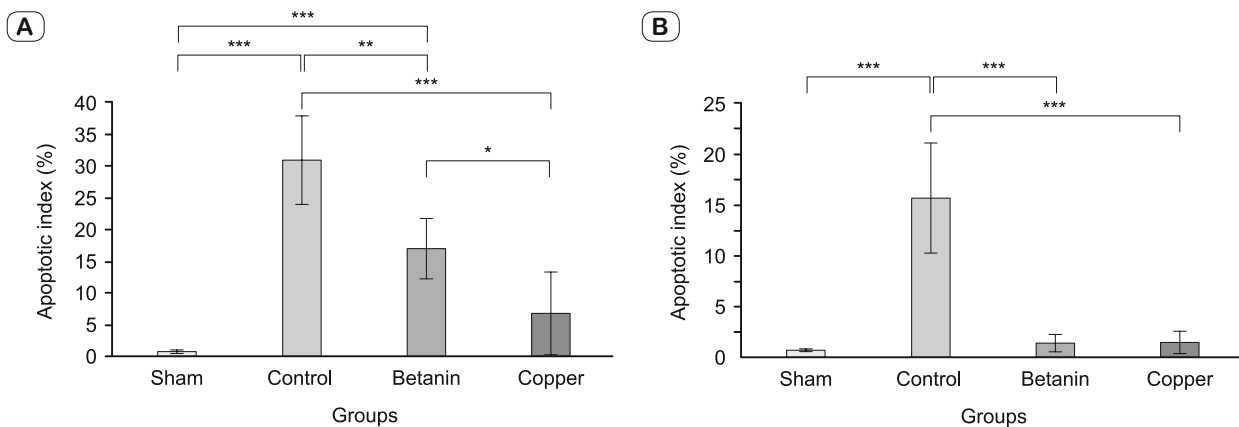 A
***
***
**
***
*
Apoptotic index (%)
40
35
30
25
20
15
10
5
0
Sham Control Betanin Copper
Groups
B
***
***
***
Apoptotic index (%)
25
20
15
10
5
0
Sham Control Betanin Copper
Groups